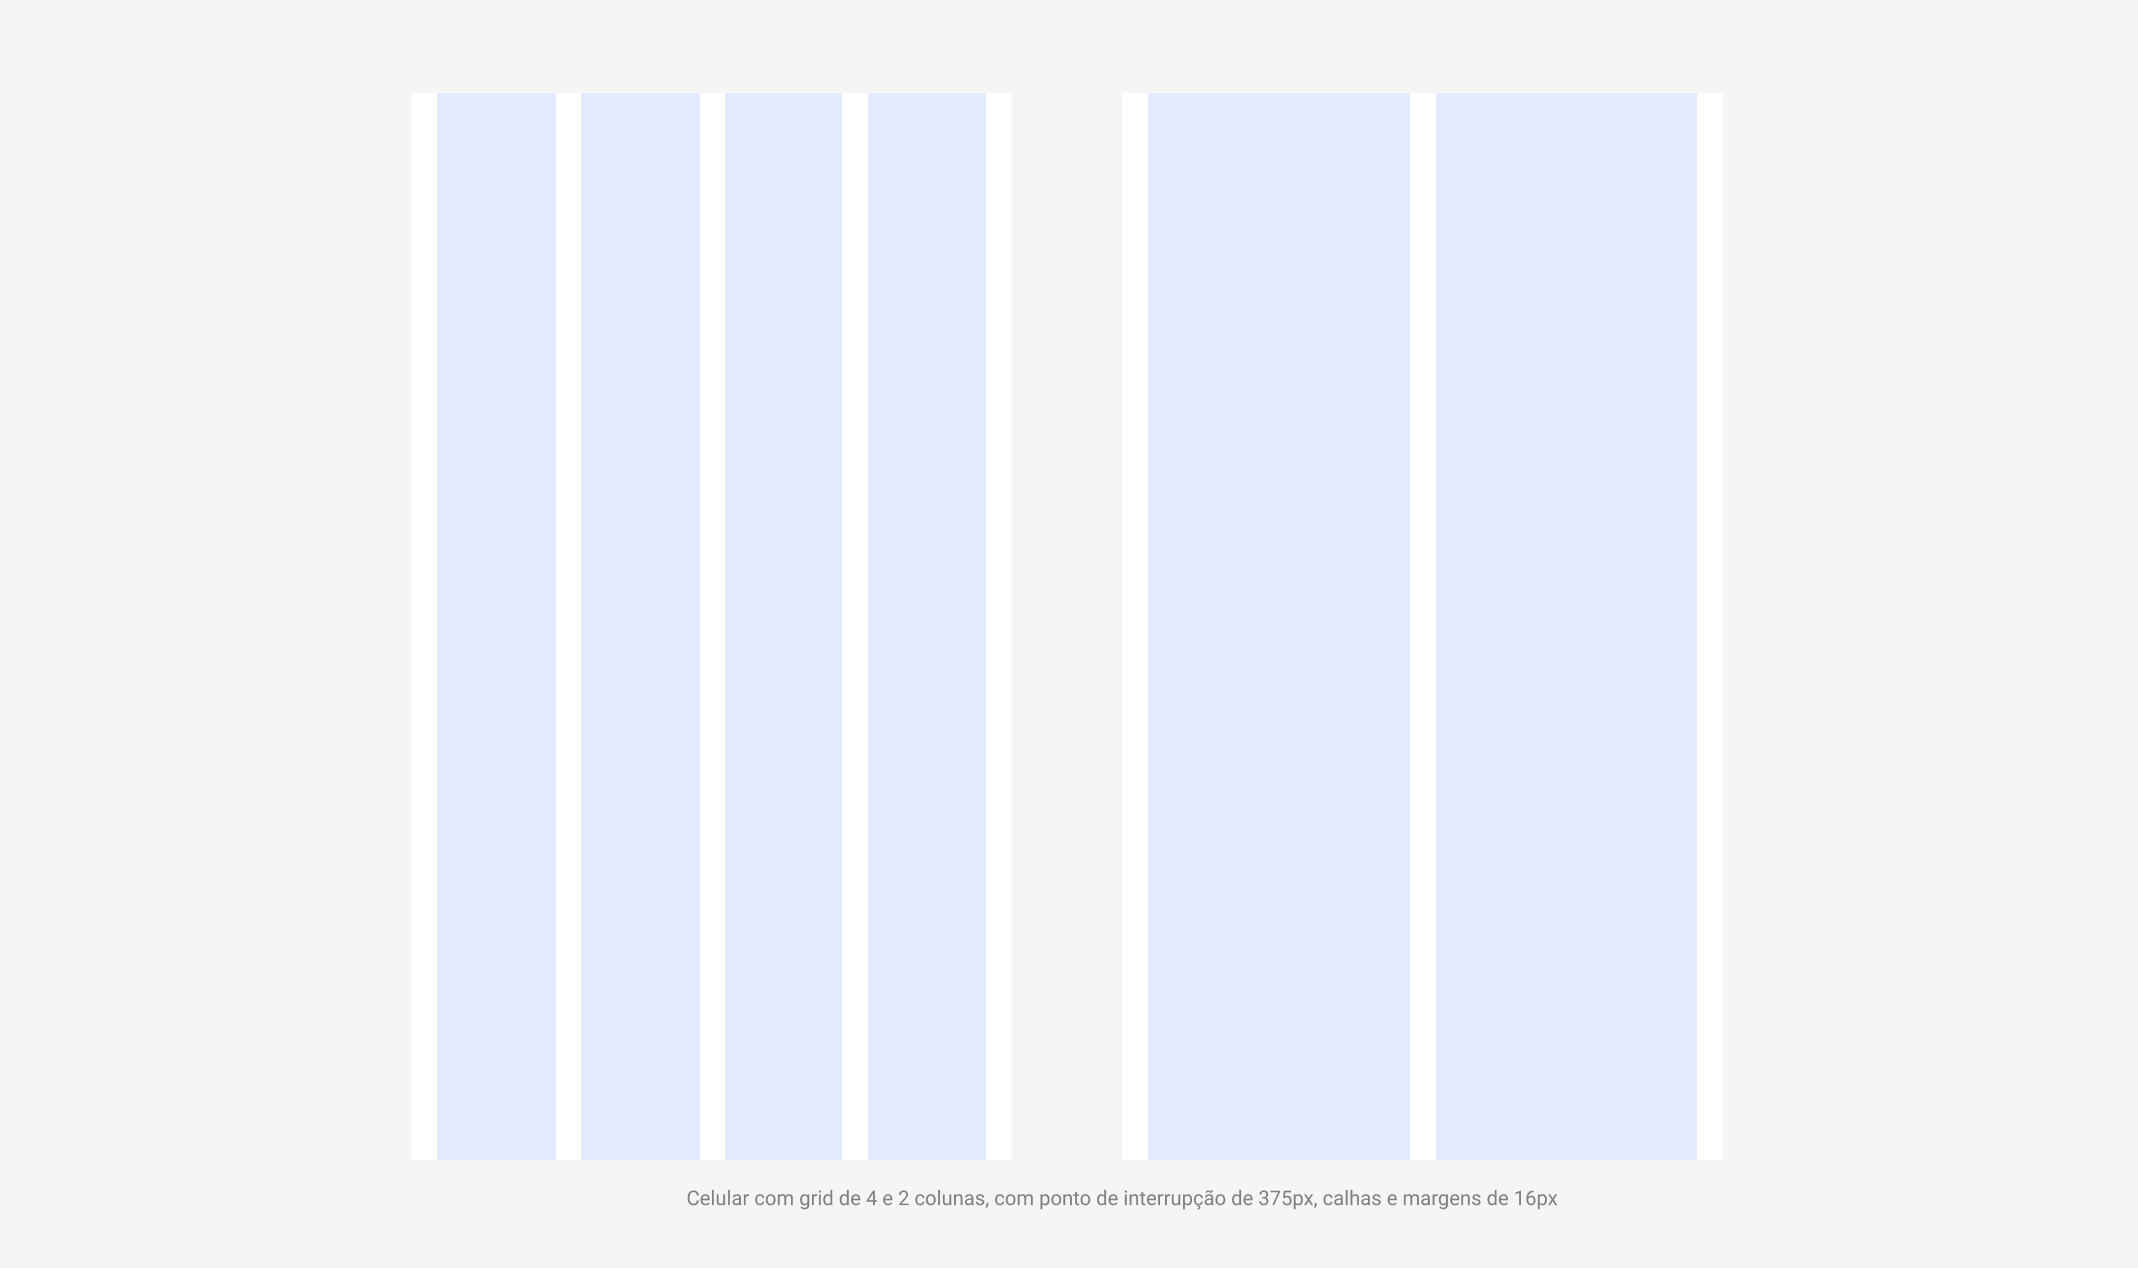 Celular com grid de 4 e 2 colunas, com ponto de interrupção de 375px, calhas e margens de 16px